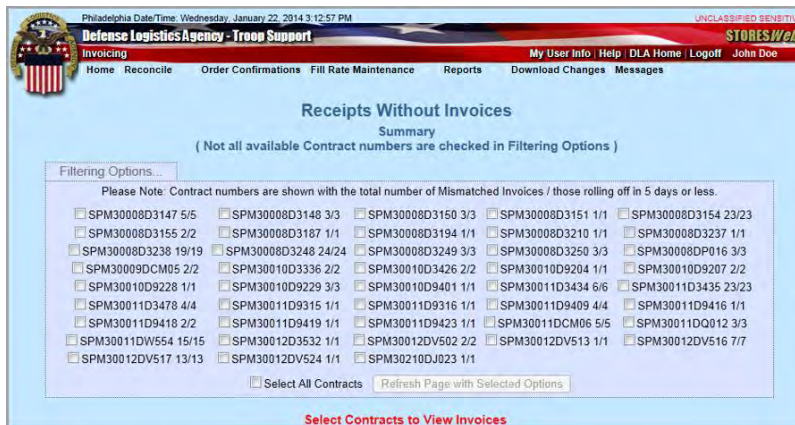 Philadelphia Date/Time: Wednesday, January 22, 2014 3:12:57 PM UNCLASSIFIED SENSITIV
Defense Logistics Agency - Troop Support STORESWeb
Invoicing My User Info | Help | DLA Home | Logoff John Doe
Home Reconcile Order Confirmations Fill Rate Maintenance Reports Download Changes Messages
Receipts Without Invoices
Summary
( Not all available Contract numbers are checked in Filtering Options )
Filtering Options...
Please Note: Contract numbers are shown with the total number of Mismatched Invoices / those rolling off in 5 days or less.
SPM30008D3147 5/5 SPM30008D3148 3/3 SPM30008D3150 3/3 SPM30008D3151 1/1 SPM30008D3154 23/23
SPM30008D3155 2/2 SPM30008D3187 1/1 SPM30008D3194 1/1 SPM30008D3210 1/1 SPM30008D3237 1/1
SPM30008D3238 19/19 SPM30008D3248 24/24 SPM30008D3249 3/3 SPM30008D3250 3/3 SPM30008DP016 3/3
SPM30009DCM05 2/2 SPM30010D3336 2/2 SPM30010D3426 2/2 SPM30010D9204 1/1 SPM30010D9207 2/2
SPM30010D9228 1/1 SPM30010D9229 3/3 SPM30010D9401 1/1 SPM30011D3434 6/6 SPM30011D3435 23/23
SPM30011D3478 4/4 SPM30011D9315 1/1 SPM30011D9316 1/1 SPM30011D9409 4/4 SPM30011D9416 1/1
SPM30011D9418 2/2 SPM30011D9419 1/1 SPM30011D9423 1/1 SPM30011DCM06 5/5 SPM30011DQ012 3/3
SPM30011DW554 15/15 SPM30012D3532 1/1 SPM30012DV502 2/2 SPM30012DV513 1/1 SPM30012DV516 7/7
SPM30012DV517 13/13 SPM30012DV524 1/1 SPM30210DJ023 1/1
Select All Contracts Refresh Page with Selected Options
Select Contracts to View Invoices